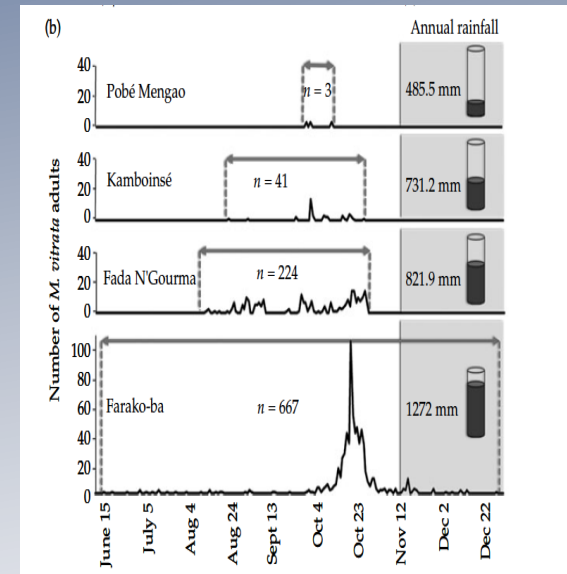 (b)
Annual rainfall
Number of M. vitrata adults
40
20
0
Pobé Mengao
n = 3
485.5 mm
40
20
0
Kamboinsé
n = 41
731.2 mm
40
20
0
Fada N'Gourma
n = 224
821.9 mm
100
80
60
40
20
0
Farako-ba
n = 667
1272 mm
June 15
July 5
Aug 4
Aug 24
Sept 13
Oct 4
Oct 23
Nov 12
Dec 2
Dec 22